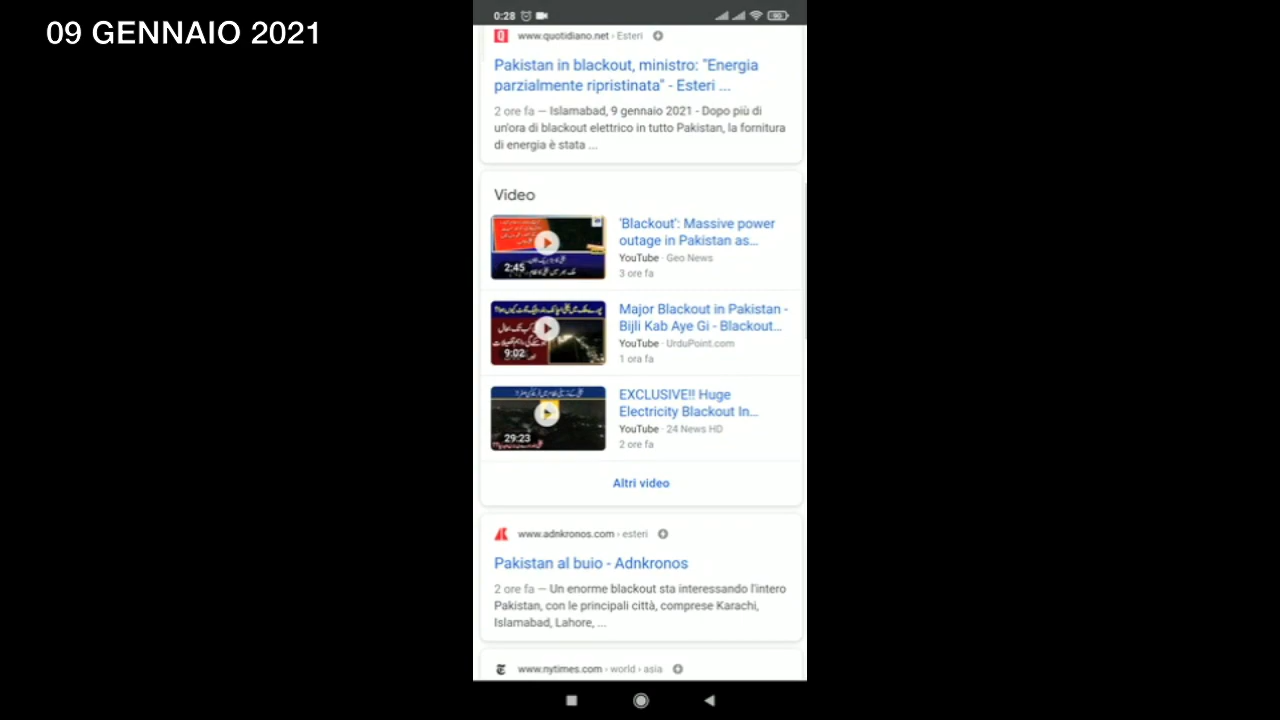 09 GENNAIO 2021
0:28
www.quotidiano.net › Esteri
Pakistan in blackout, ministro: "Energia
parzialmente ripristinata" - Esteri ...
2 ore fa — Islamabad, 9 gennaio 2021 - Dopo più di
un'ora di blackout elettrico in tutto Pakistan, la fornitura
di energia è stata ...
Video
'Blackout': Massive power
outage in Pakistan as...
YouTube · Geo News
3 ore fa
2:45
Major Blackout in Pakistan -
Bijli Kab Aye Gi - Blackout...
YouTube · UrduPoint.com
1 ora fa
9:02
EXCLUSIVE!! Huge
Electricity Blackout In...
YouTube · 24 News HD
2 ore fa
29:23
Altri video
www.adnkronos.com › esteri
Pakistan al buio - Adnkronos
2 ore fa — Un enorme blackout sta interessando l'intero
Pakistan, con le principali città, comprese Karachi,
Islamabad, Lahore, ...
www.nytimes.com › world › asia